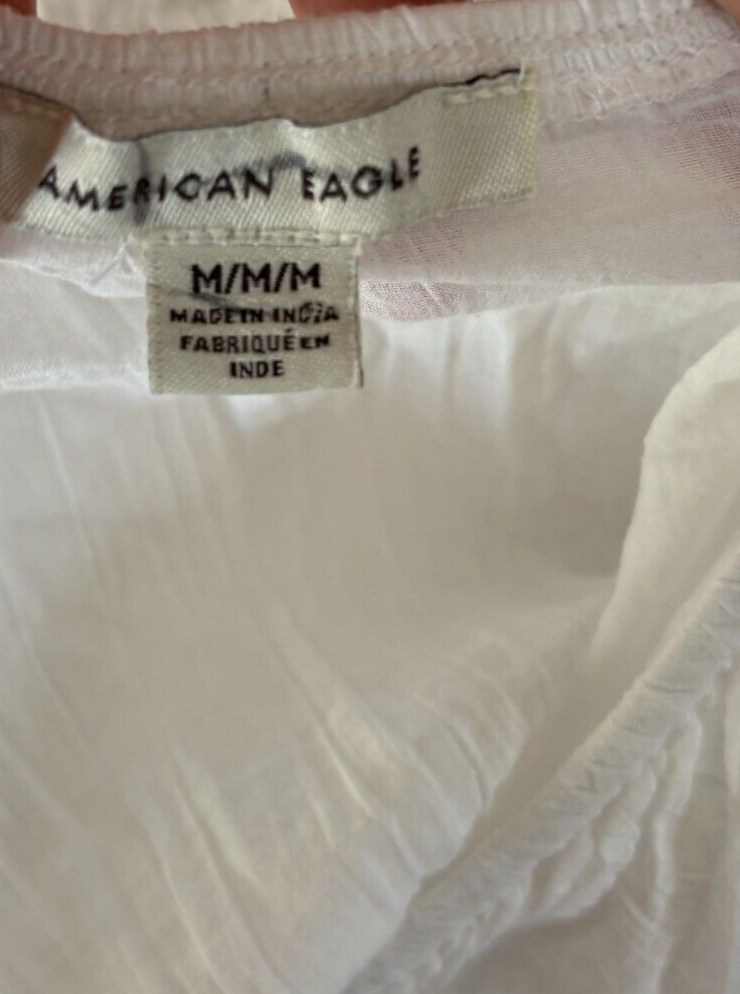 AMERICAN EAGLE
M/M/M
MADE IN INDIA
FABRIQUÉ EN
INDE